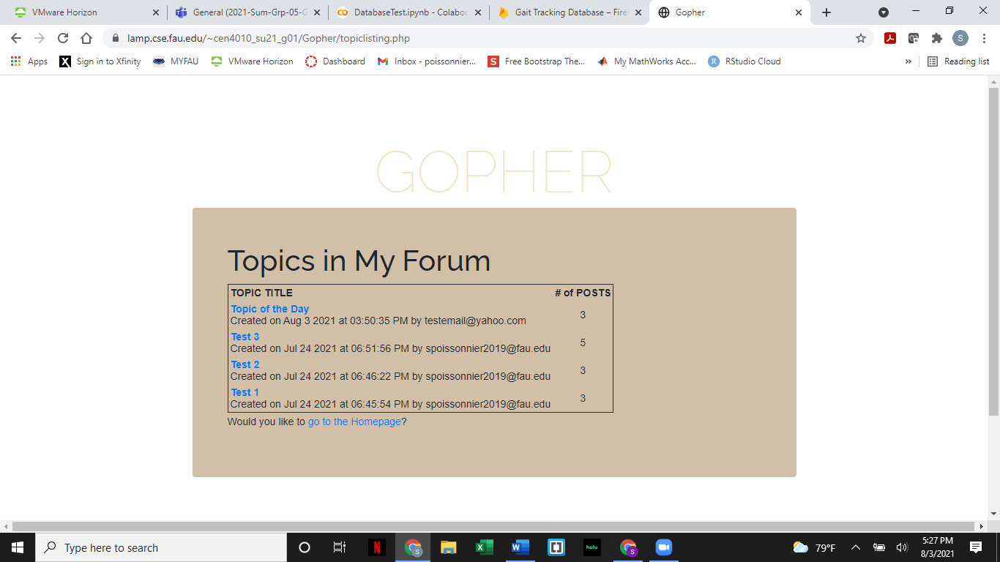 VMware Horizon
General (2021-Sum-Grp-05-G
DatabaseTest.ipynb - Colabor
Gait Tracking Database – Fire
Gopher
lamp.cse.fau.edu/~cen4010_su21_g01/Gopher/topiclisting.php
S
Apps
Sign in to Xfinity
MYFAU
VMware Horizon
Dashboard
Inbox - poissonnier...
S
Free Bootstrap The...
My MathWorks Acc...
R
RStudio Cloud
»
Reading list
GOPHER
Topics in My Forum
TOPIC TITLE # of POSTS
Topic of the Day
Created on Aug 3 2021 at 03:50:35 PM by testemail@yahoo.com
3
Test 3
Created on Jul 24 2021 at 06:51:56 PM by spoissonnier2019@fau.edu
5
Test 2
Created on Jul 24 2021 at 06:46:22 PM by spoissonnier2019@fau.edu
3
Test 1
Created on Jul 24 2021 at 06:45:54 PM by spoissonnier2019@fau.edu
3
Would you like to go to the Homepage?
Type here to search
N
S
hulu
S
79°F
5:27 PM
8/3/2021